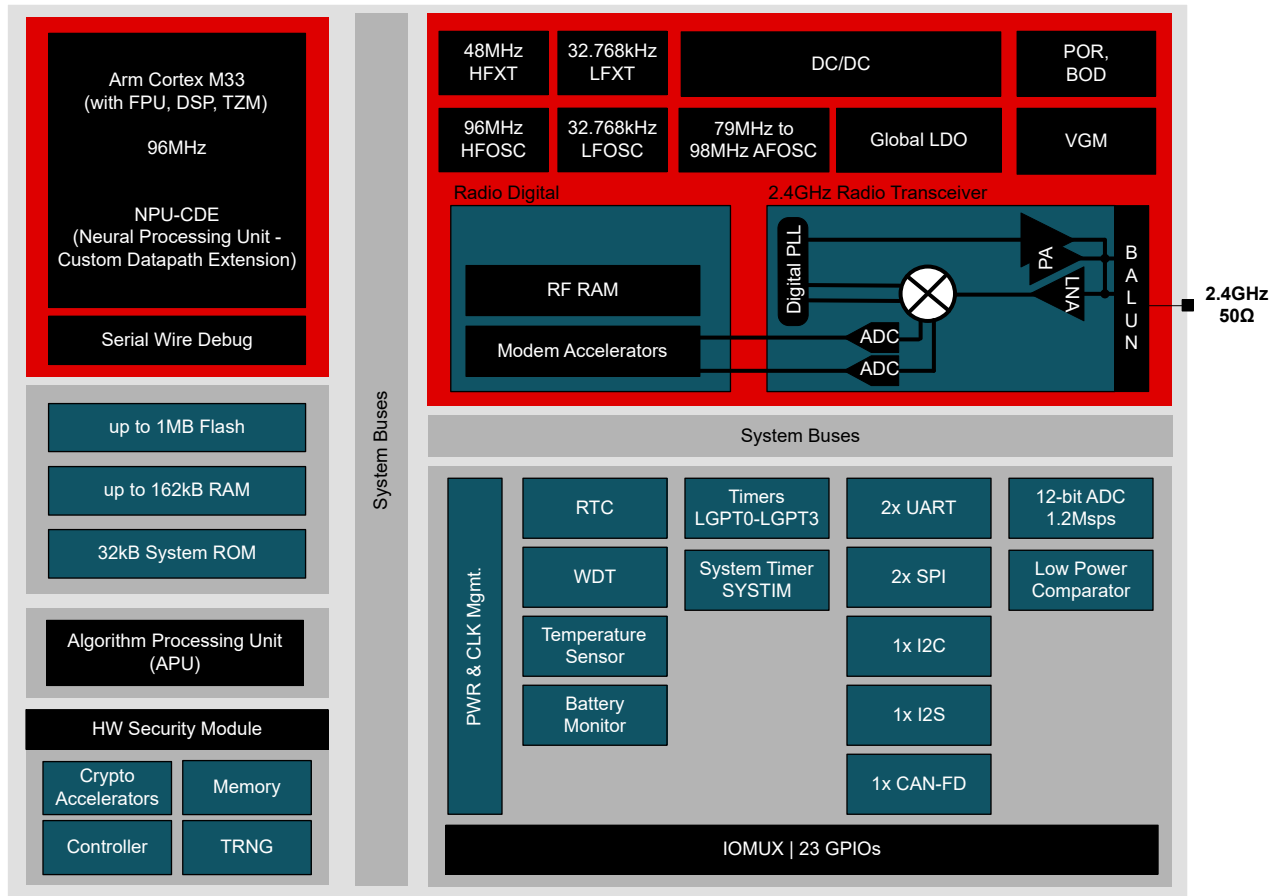 Arm Cortex M33
(with FPU, DSP, TZM)
96MHz
NPU-CDE
(Neural Processing Unit -
Custom Datapath Extension)
Serial Wire Debug
up to 1MB Flash
up to 162kB RAM
32kB System ROM
Algorithm Processing Unit
(APU)
HW Security Module
Crypto
Accelerators
Memory
Controller
TRNG
System Buses
48MHz
HFXT
32.768kHz
LFXT
DC/DC
POR,
BOD
96MHz
HFOSC
32.768kHz
LFOSC
79MHz to
98MHz AFOSC
Global LDO
VGM
Radio Digital
RF RAM
Modem Accelerators
2.4GHz Radio Transceiver
Digital PLL
PA
LNA
ADC
ADC
BALUN
2.4GHz
50Ω
System Buses
PWR & CLK Mgmt.
RTC
WDT
Temperature
Sensor
Battery
Monitor
Timers
LGPT0-LGPT3
System Timer
SYSTIM
2x UART
2x SPI
1x I2C
1x I2S
1x CAN-FD
12-bit ADC
1.2Msps
Low Power
Comparator
IOMUX | 23 GPIOs